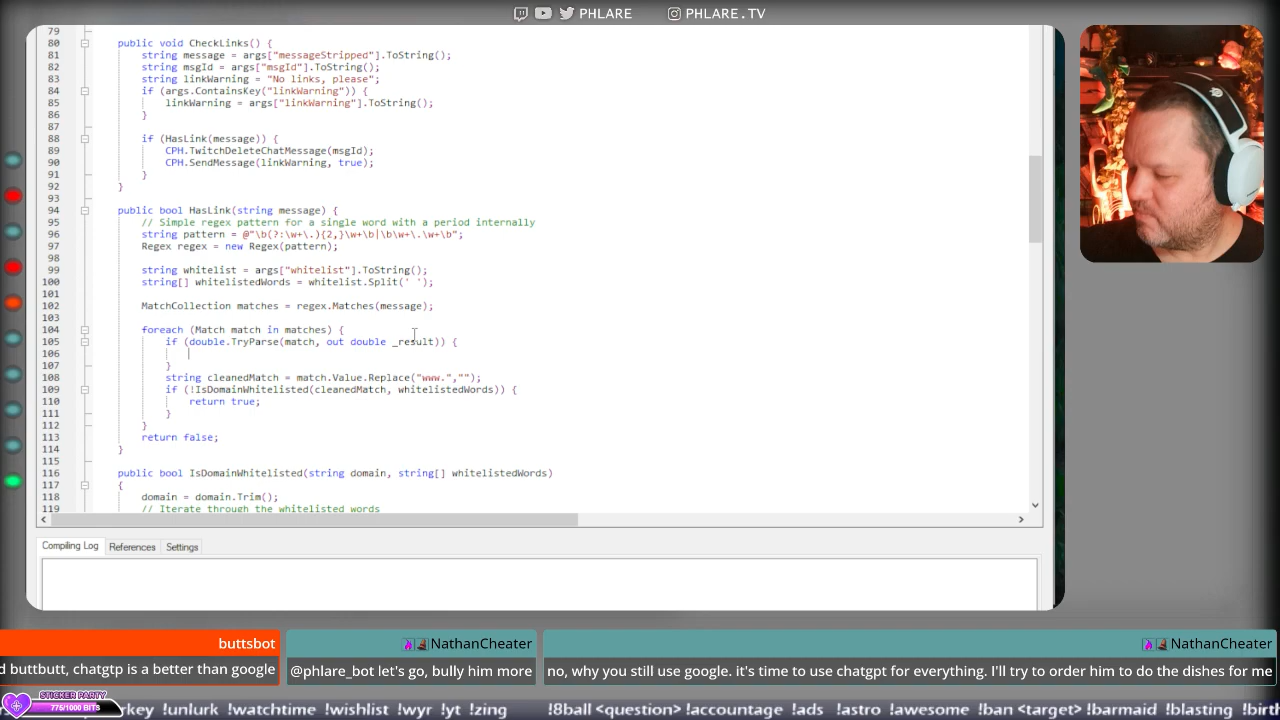 PHLARE PHLARE.TV
79
80 public void CheckLinks() {
81 string message = args["messageStripped"].ToString();
82 string msgId = args["msgId"].ToString();
83 string linkWarning = "No links, please";
84 if (args.ContainsKey("linkWarning")) {
85 linkWarning = args["linkWarning"].ToString();
86 }
87
88 if (HasLink(message)) {
89 CPH.TwitchDeleteChatMessage(msgId);
90 CPH.SendMessage(linkWarning, true);
91 }
92 }
93
94 public bool HasLink(string message) {
95 // Simple regex pattern for a single word with a period internally
96 string pattern = @"\b(?:\w+\.){2,}\w+\b|\b\w+\.\w+\b";
97 Regex regex = new Regex(pattern);
98
99 string whitelist = args["whitelist"].ToString();
100 string[] whitelistedWords = whitelist.Split(' ');
101
102 MatchCollection matches = regex.Matches(message);
103
104 foreach (Match match in matches) {
105 if (double.TryParse(match, out double _result)) {
106
107 }
108 string cleanedMatch = match.Value.Replace("www.","");
109 if (!IsDomainWhitelisted(cleanedMatch, whitelistedWords)) {
110 return true;
111 }
112 }
113 return false;
114 }
115
116 public bool IsDomainWhitelisted(string domain, string[] whitelistedWords)
117 {
118 domain = domain.Trim();
119 // Iterate through the whitelisted words
Compiling Log References Settings
buttsbot NathanCheater NathanCheater
d buttbutt, chatgtp is a better than google @phlare_bot let's go, bully him more no, why you still use google. it's time to use chatgpt for everything. I'll try to order him to do the dishes for me
STICKER PARTY
775/1000 BITS
rkey !unlurk !watchtime !wishlist !wyr !yt !zing !8ball <question> !accountage !ads !astro !awesome !ban <target> !barmaid !blasting !birth